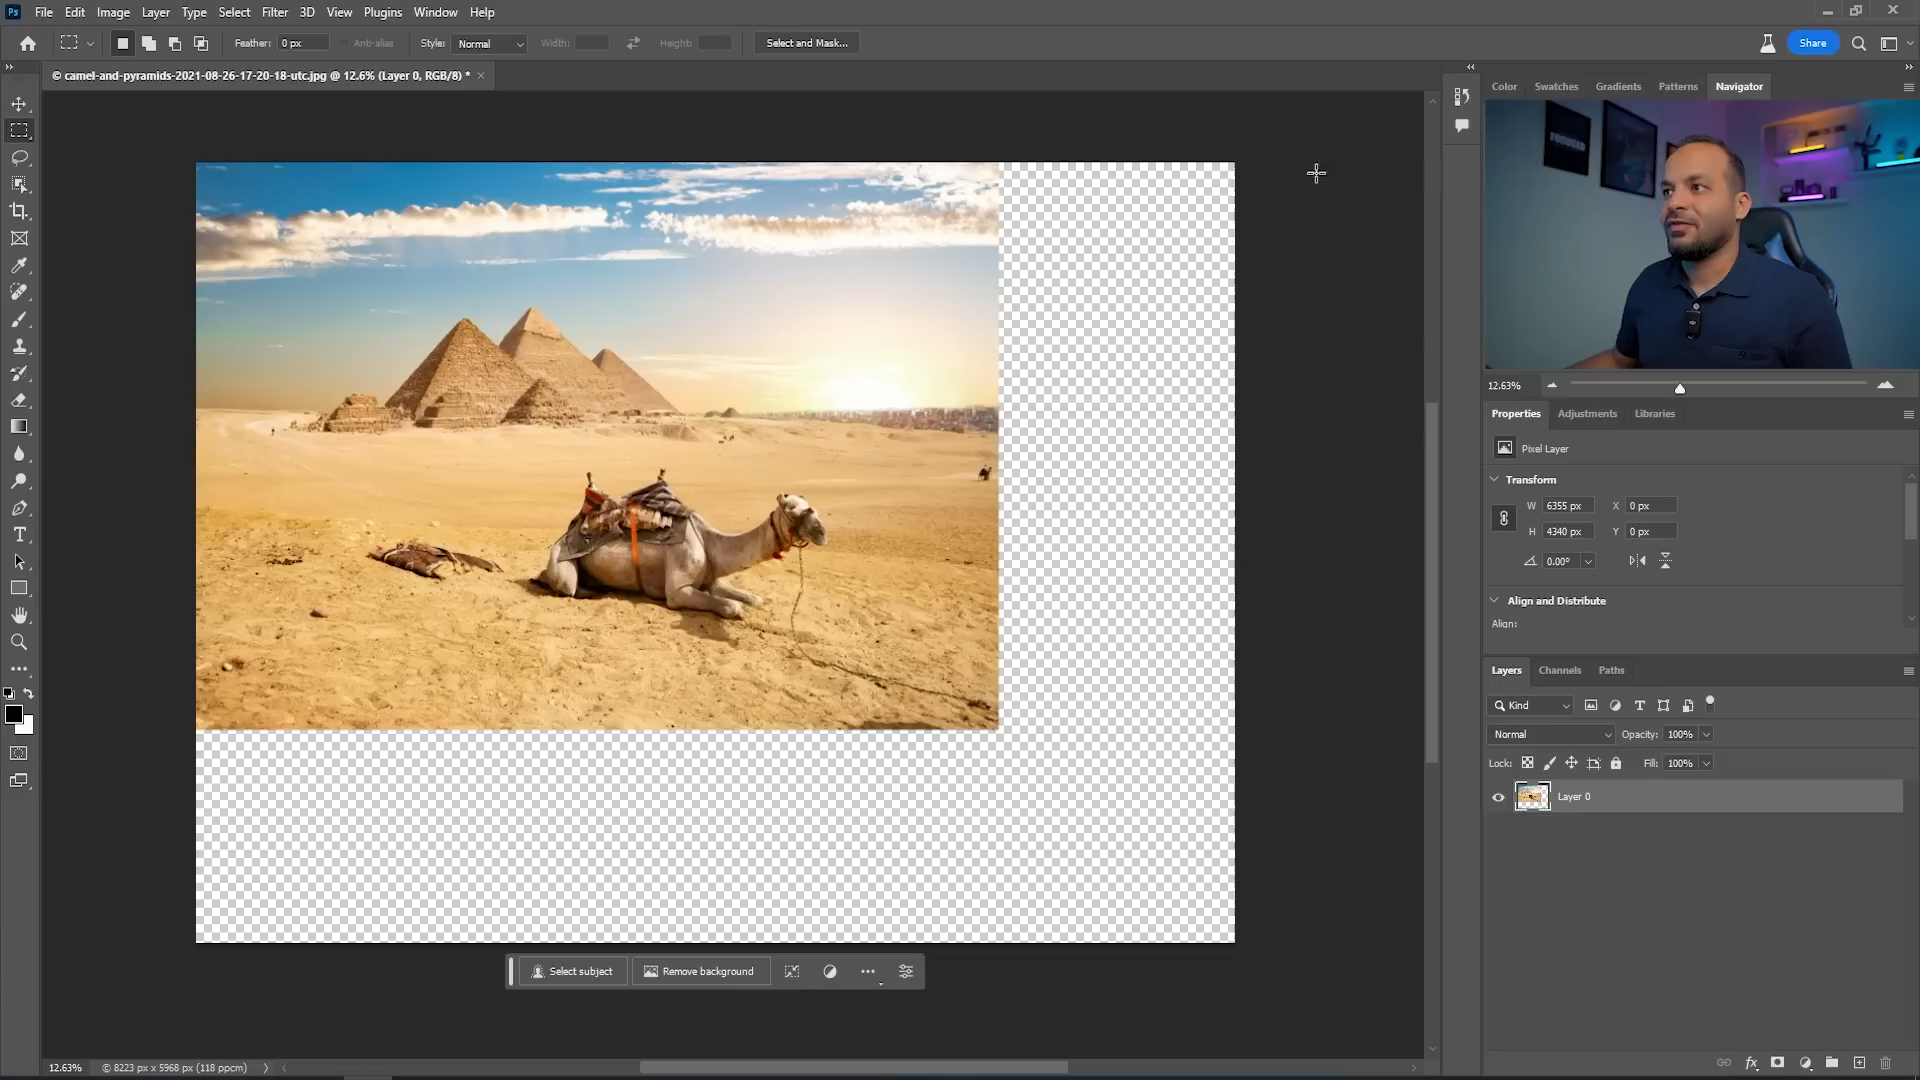 Ps File Edit Image Layer Type Select Filter 3D View Plugins Window Help
Feather: 0 px Anti-alias Style: Normal Width: Height: Select and Mask... Share
© camel-and-pyramids-2021-08-26-17-20-18-utc.jpg @ 12.6% (Layer 0, RGB/8) *
Color Swatches Gradients Patterns Navigator
12.63%
Properties Adjustments Libraries
Pixel Layer
Transform
W 6355 px X 0 px
H 4340 px Y 0 px
0.00°
Align and Distribute
Align:
Layers Channels Paths
Kind
Normal Opacity: 100%
Lock: Fill: 100%
Layer 0
Select subject Remove background
12.63% © 8223 px x 5968 px (118 ppcm)